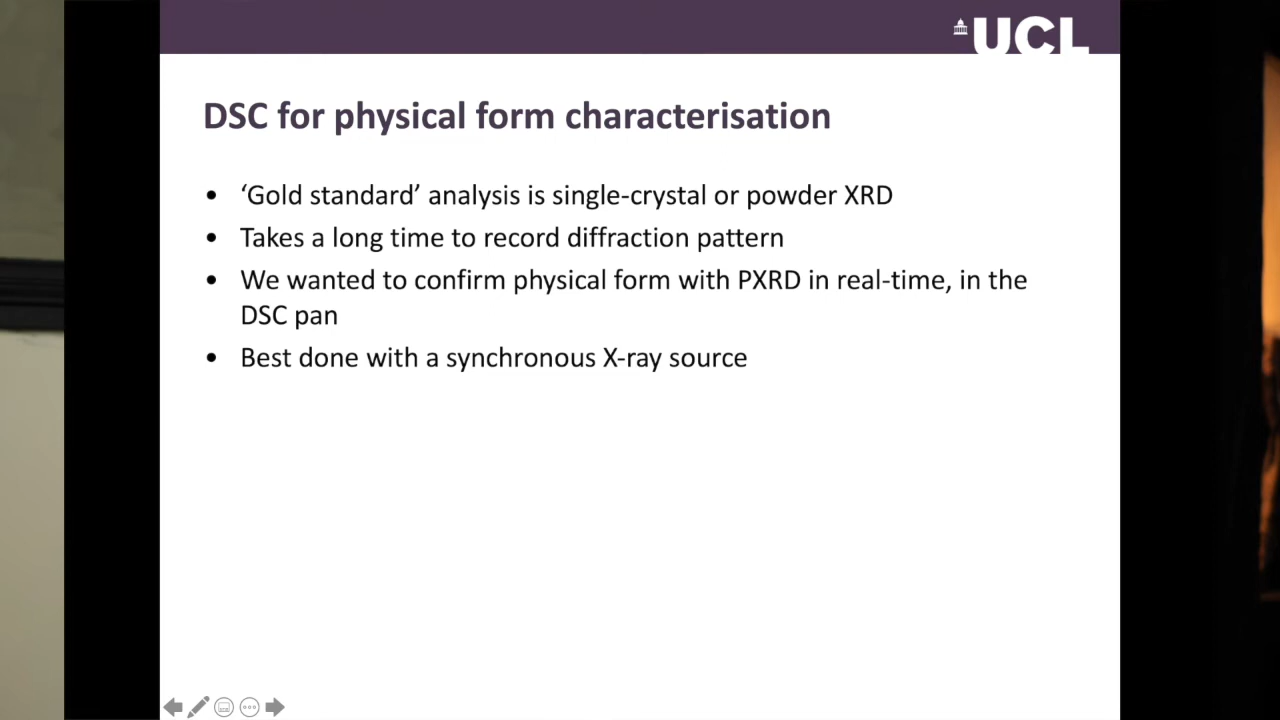 UCL
DSC for physical form characterisation
• ‘Gold standard’ analysis is single-crystal or powder XRD
• Takes a long time to record diffraction pattern
• We wanted to confirm physical form with PXRD in real-time, in the
DSC pan
• Best done with a synchronous X-ray source